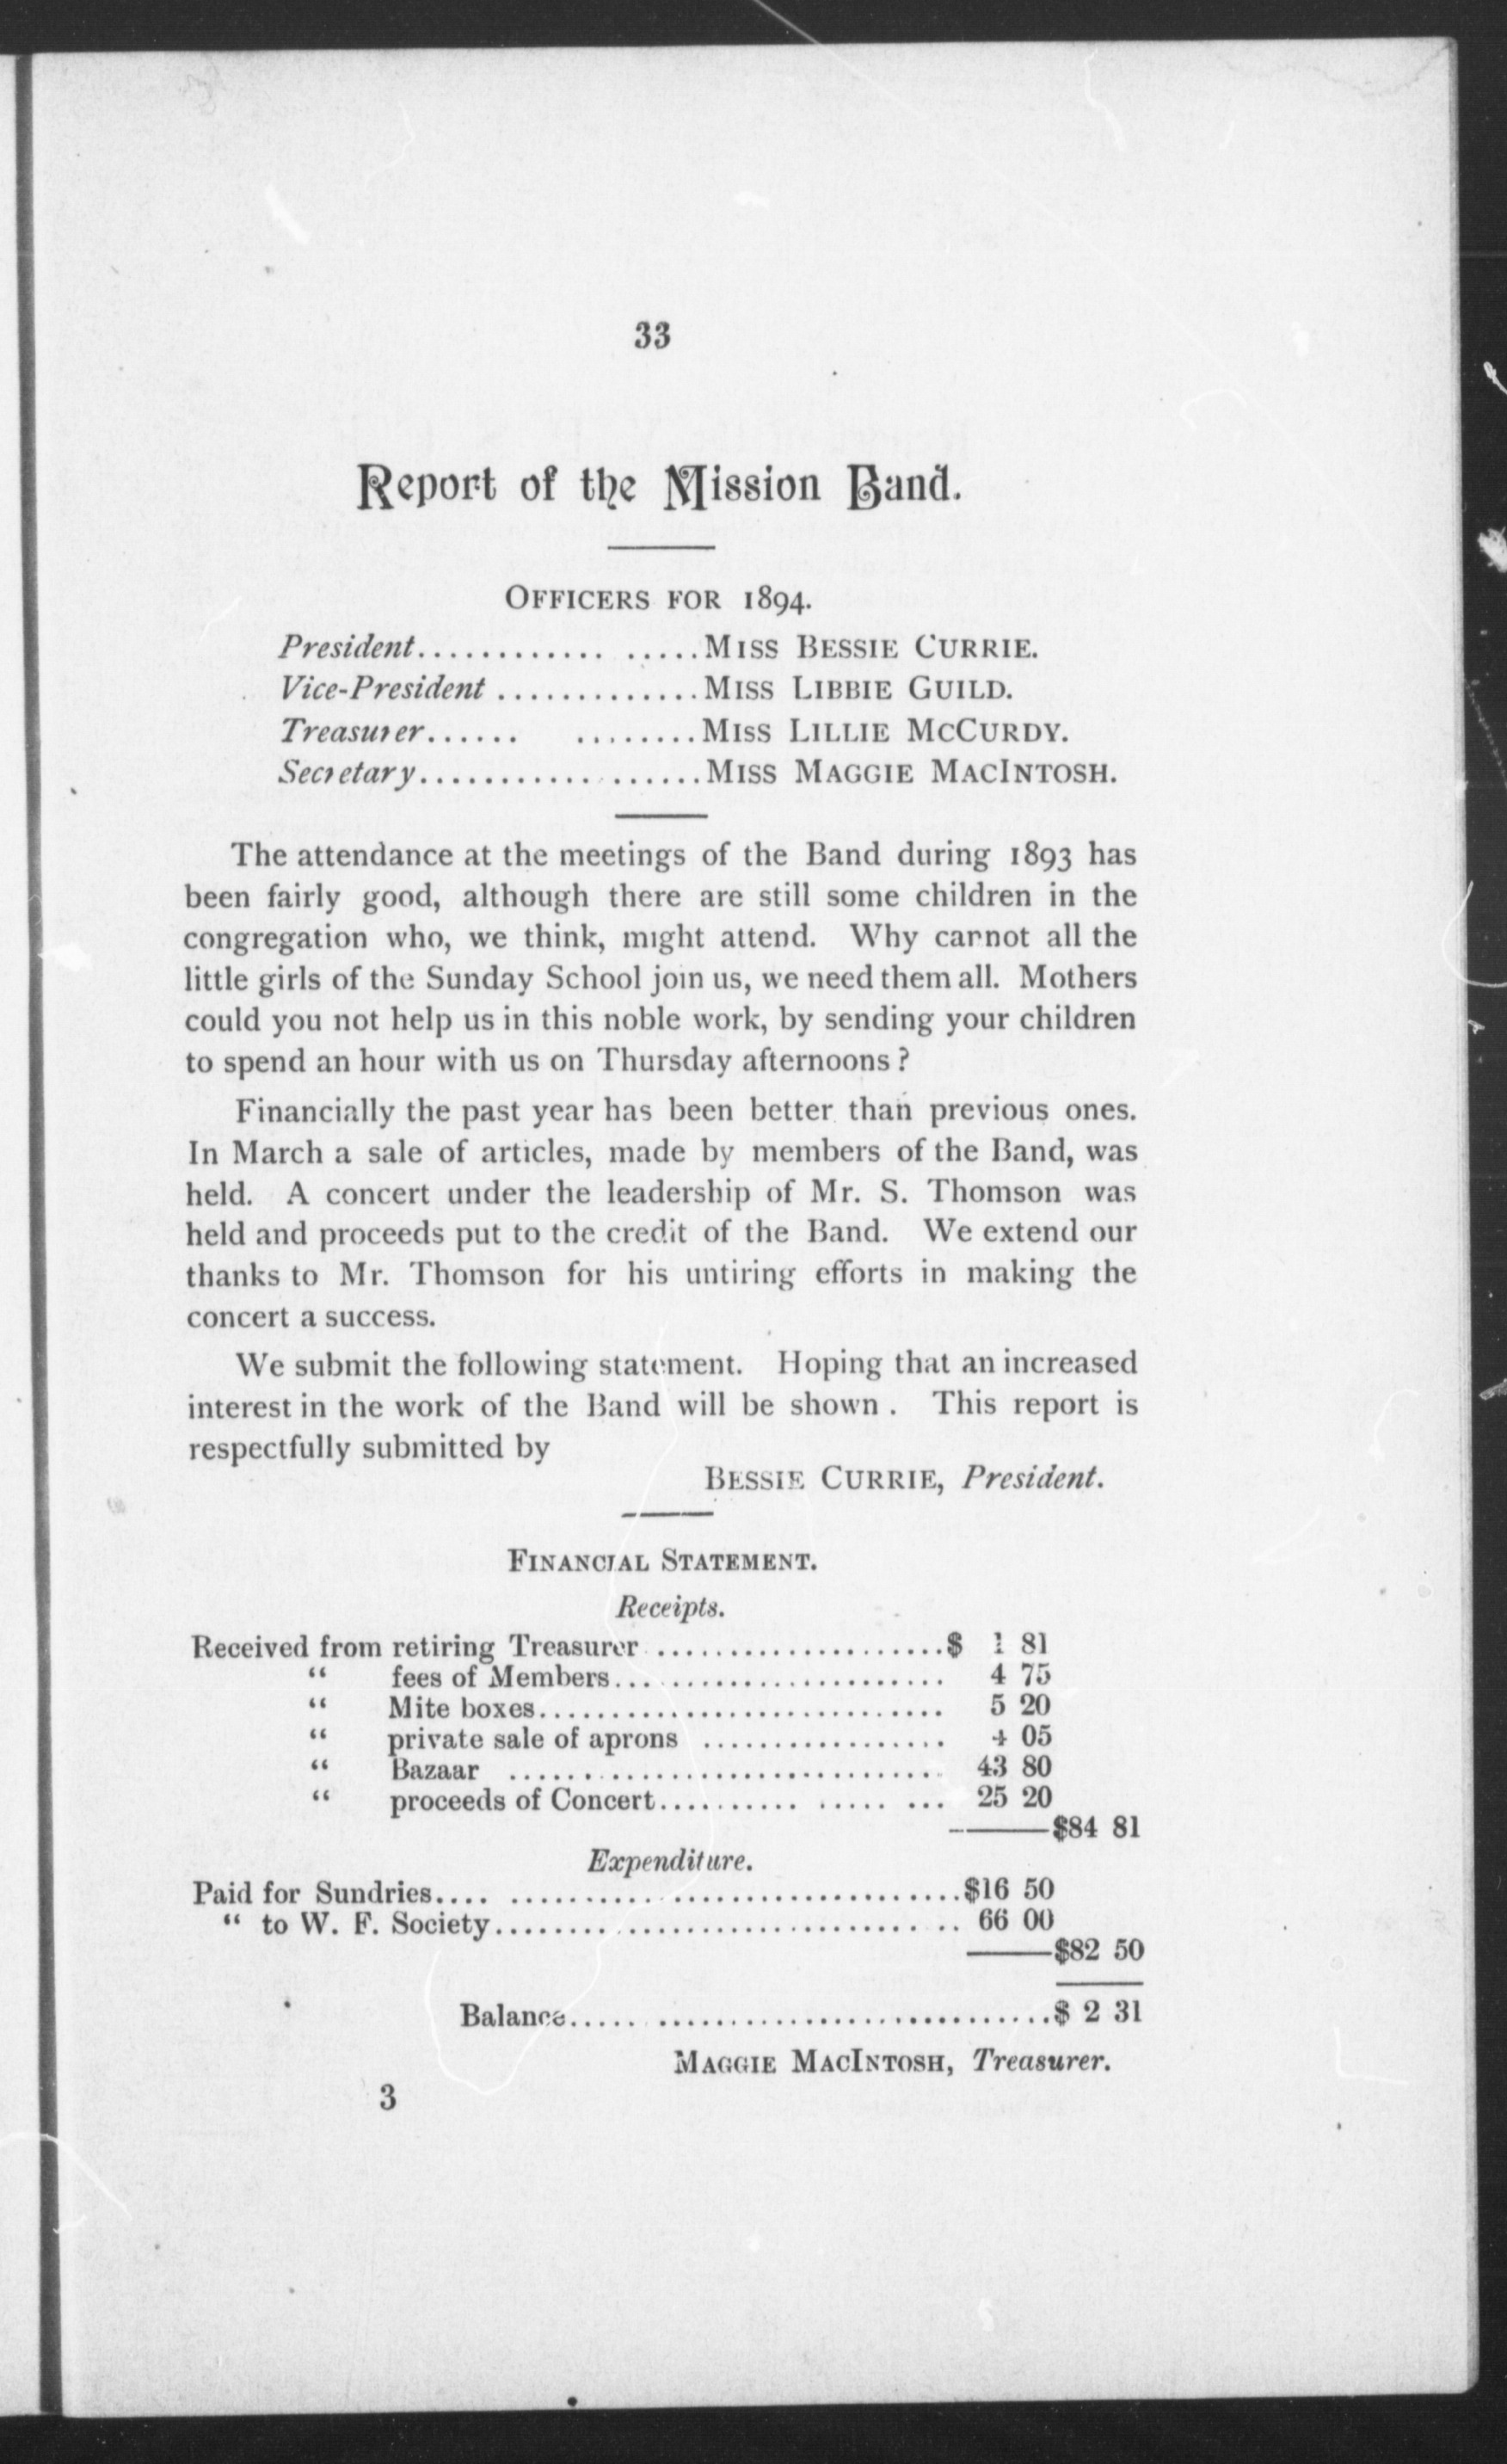 33
Report of the Mission Band.
OFFICERS FOR 1894.
President............ .....MISS BESSIE CURRIE.
Vice-President .............MISS LIBBIE GUILD.
Treasurer...... ........MISS LILLIE MCCURDY.
Secretary..................MISS MAGGIE MACINTOSH.
The attendance at the meetings of the Band during 1893 has
been fairly good, although there are still some children in the
congregation who, we think, might attend. Why cannot all the
little girls of the Sunday School join us, we need them all. Mothers
could you not help us in this noble work, by sending your children
to spend an hour with us on Thursday afternoons ?
Financially the past year has been better than previous ones.
In March a sale of articles, made by members of the Band, was
held. A concert under the leadership of Mr. S. Thomson was
held and proceeds put to the credit of the Band. We extend our
thanks to Mr. Thomson for his untiring efforts in making the
concert a success.
We submit the following statement. Hoping that an increased
interest in the work of the Band will be shown . This report is
respectfully submitted by
BESSIE CURRIE, President.
FINANCIAL STATEMENT.
Receipts.
Received from retiring Treasurer .....................$ 1 81
“ fees of Members........................ 4 75
“ Mite boxes............................. 5 20
“ private sale of aprons ................. 4 05
“ Bazaar ............................... 43 80
“ proceeds of Concert.......... ..... ... 25 20
$84 81
Expenditure.
Paid for Sundries.... ................................$16 50
“ to W. F. Society................................. 66 00
$82 50
Balance..... ............................$ 2 31
MAGGIE MACINTOSH, Treasurer.
3